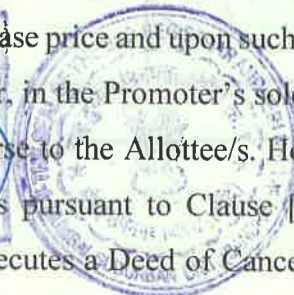 ase price and upon such
, in the Promoter's sol
rse to the Allottee/s. H
s pursuant to Clause [
ecutes a Deed of Cance